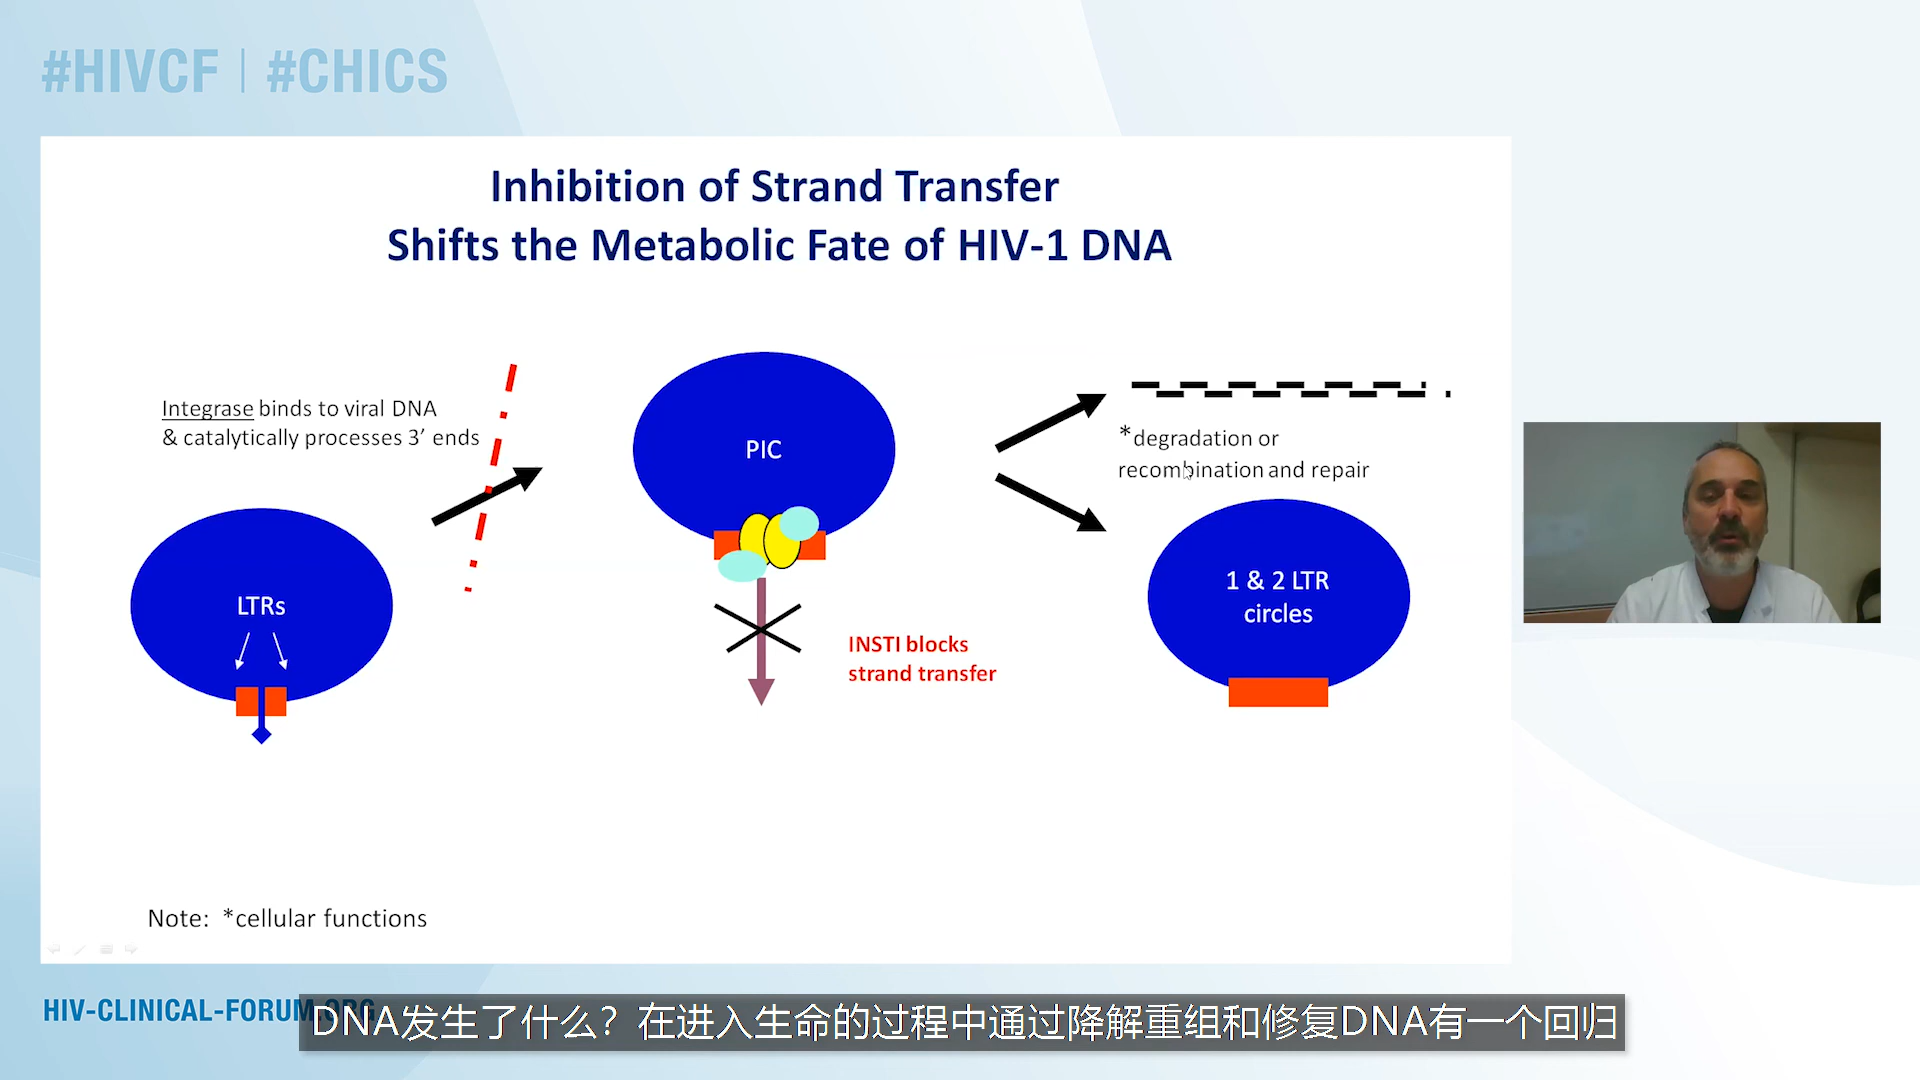 #HIVCF | #CHICS
Inhibition of Strand Transfer
Shifts the Metabolic Fate of HIV-1 DNA
Integrase binds to viral DNA
& catalytically processes 3’ ends
LTRs
PIC
INSTI blocks
strand transfer
*degradation or
recombination and repair
1 & 2 LTR
circles
Note: *cellular functions
HIV-CLINICAL-FORUM.ORG
DNA发生了什么？在进入生命的过程中通过降解重组和修复DNA有一个回归